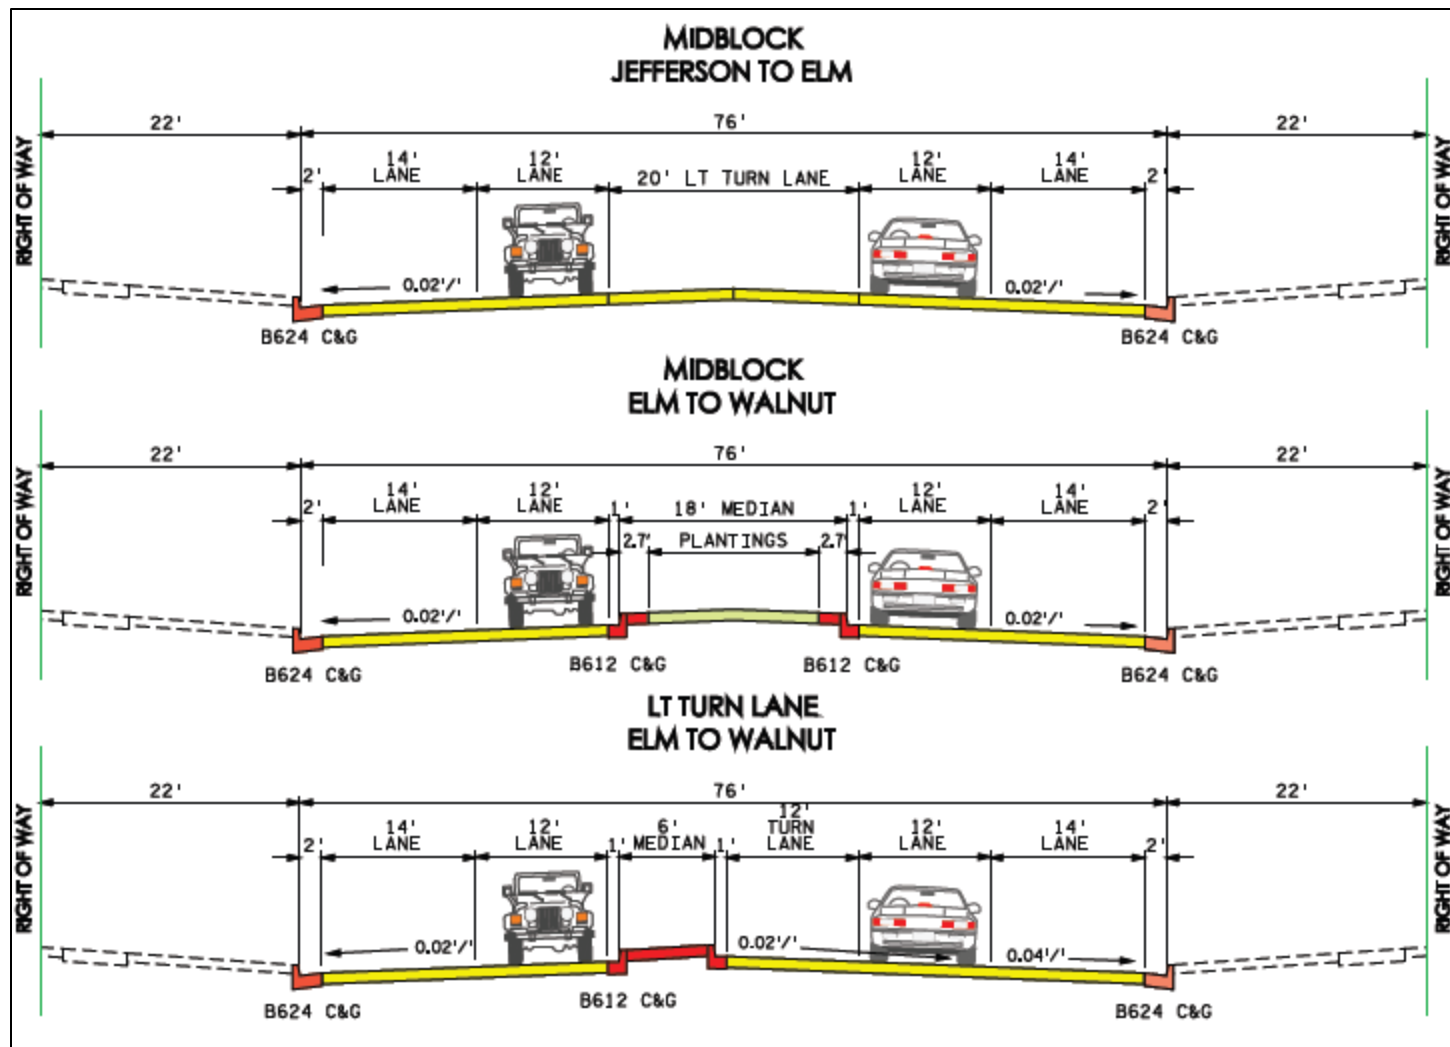 MIDBLOCK
JEFFERSON TO ELM
22' 76' 22'
RIGHT OF WAY
2'
14'
LANE
12'
LANE
20' LT TURN LANE
12'
LANE
14'
LANE
2'
RIGHT OF WAY
0.02'/' 0.02'/'
B624 C&G B624 C&G
MIDBLOCK
ELM TO WALNUT
22' 76' 22'
RIGHT OF WAY
2'
14'
LANE
12'
LANE
1'
18' MEDIAN
1'
12'
LANE
14'
LANE
2'
RIGHT OF WAY
2.7' PLANTINGS 2.7'
0.02'/' 0.02'/'
B624 C&G B612 C&G B612 C&G B624 C&G
LT TURN LANE
ELM TO WALNUT
22' 76' 22'
RIGHT OF WAY
2'
14'
LANE
12'
LANE
1'
6'
MEDIAN
1'
12'
TURN
LANE
12'
LANE
14'
LANE
2'
RIGHT OF WAY
0.02'/' 0.02'/' 0.04'/'
B624 C&G B612 C&G B624 C&G